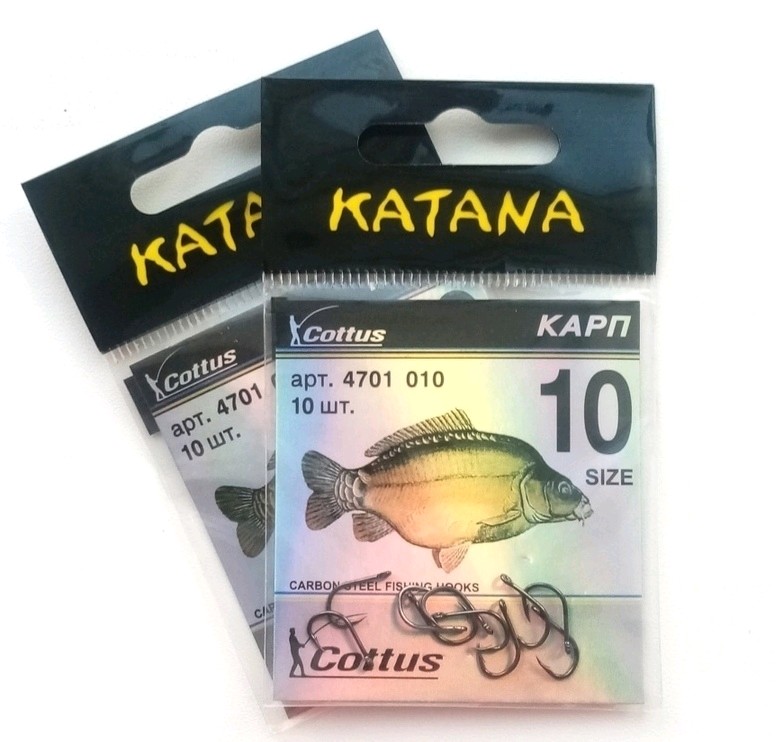 KATA
KATANA
Cottus
арт. 4701
10 шт.
Cottus
КАРП
арт. 4701 010
10 шт.
10
SIZE
CARBON STEEL FISHING HOOKS
Cottus